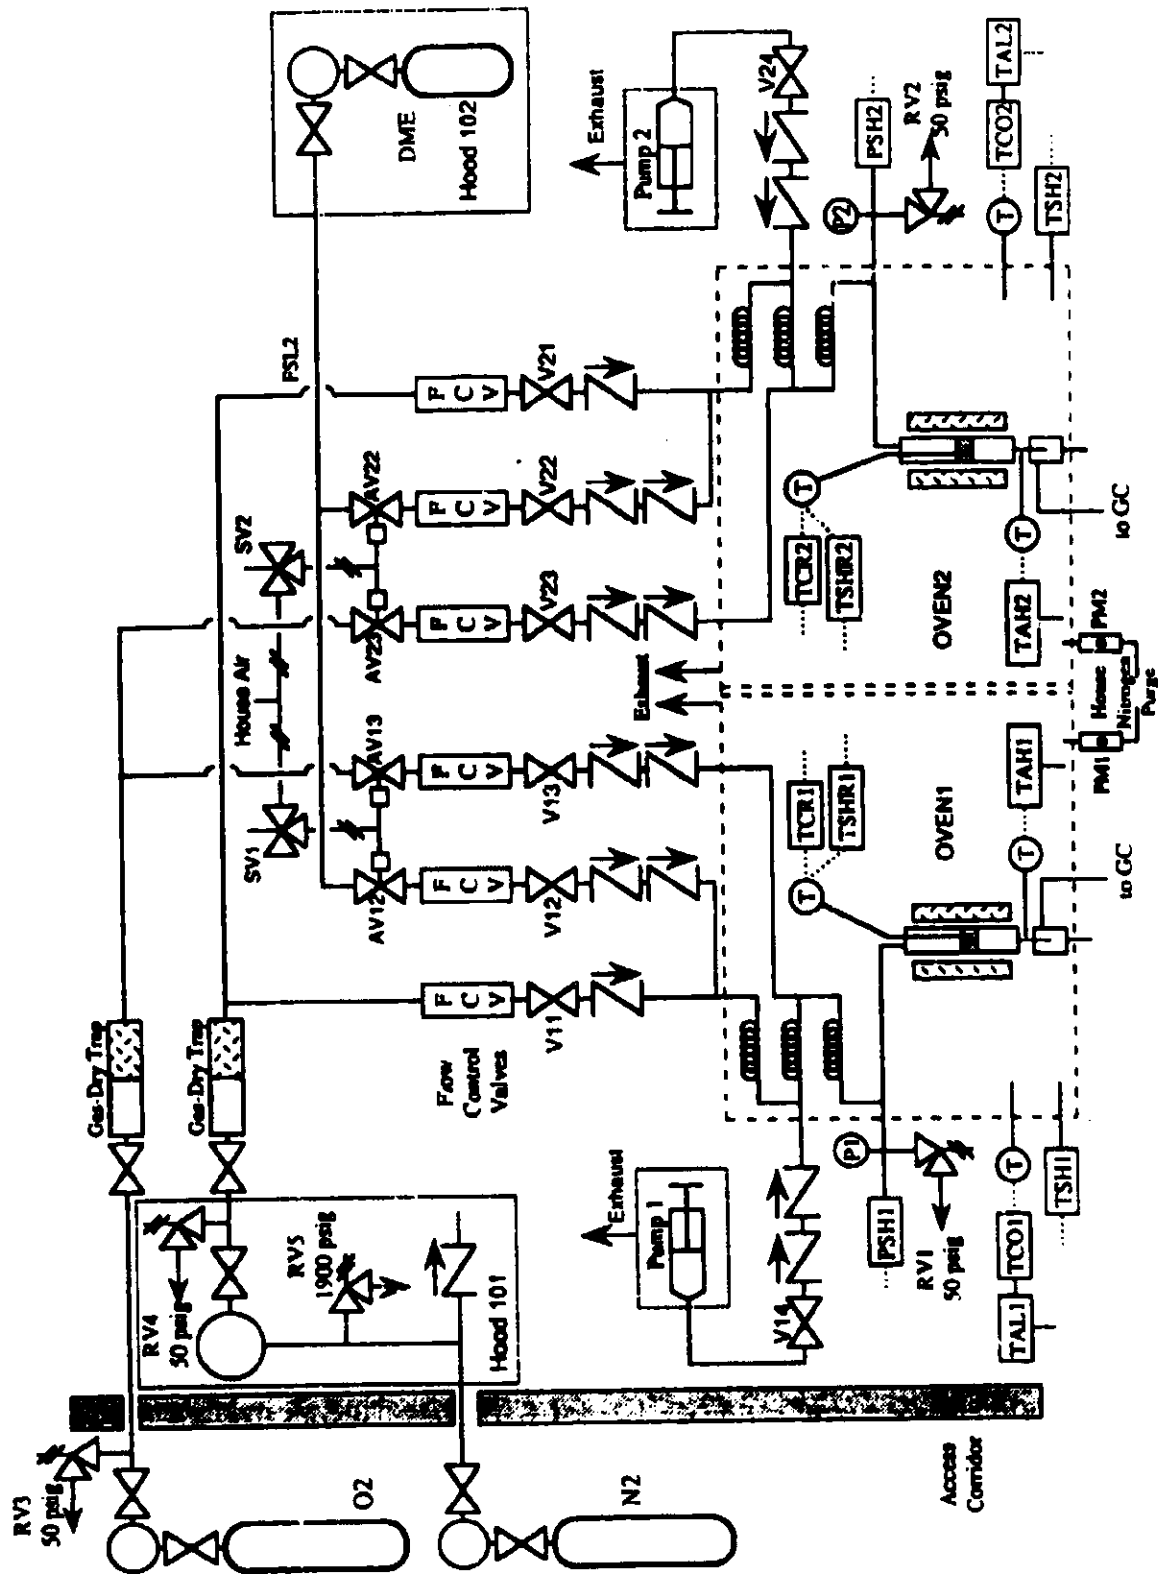 RV3
50 psig
O2
N2
Access
Corridor
RV4
50 psig
RV5
1900 psig
Hood 101
Gas-Dry Trap
Gas-Dry Trap
Flow
Control
Valves
DME
Hood 102
FSL2
House Air
SV1
SV2
AV12
AV13
AV23
AV22
F
C
V
F
C
V
F
C
V
F
C
V
F
C
V
F
C
V
V11
V12
V13
V23
V22
V21
Exhaust
Pump 1
V14
Exhaust
Exhaust
Pump 2
V24
PSH1
P1
RV1
50 psig
TAL1
TCO1
T
TSH1
T
TCR1
TSHR1
OVEN1
T
TAH1
to GC
PM1
House
Nitrogen
Purge
PM2
T
TCR2
TSHR2
OVEN2
T
TAH2
to GC
PSH2
P2
RV2
50 psig
T
TCO2
TAL2
TSH2